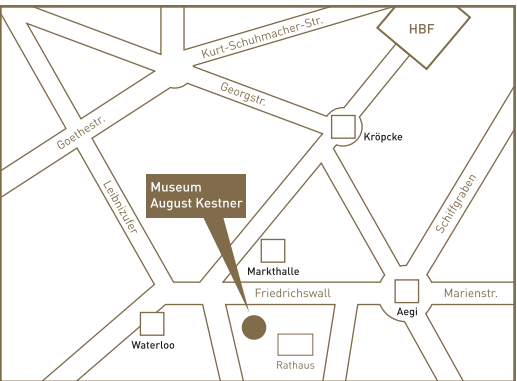 HBF
Kurt-Schuhmacher-Str.
Georgstr.
Goethestr.
Kröpcke
Leibnizufer
Museum
August Kestner
Schiffgraben
Markthalle
Friedrichswall
Marienstr.
Aegi
Waterloo
Rathaus